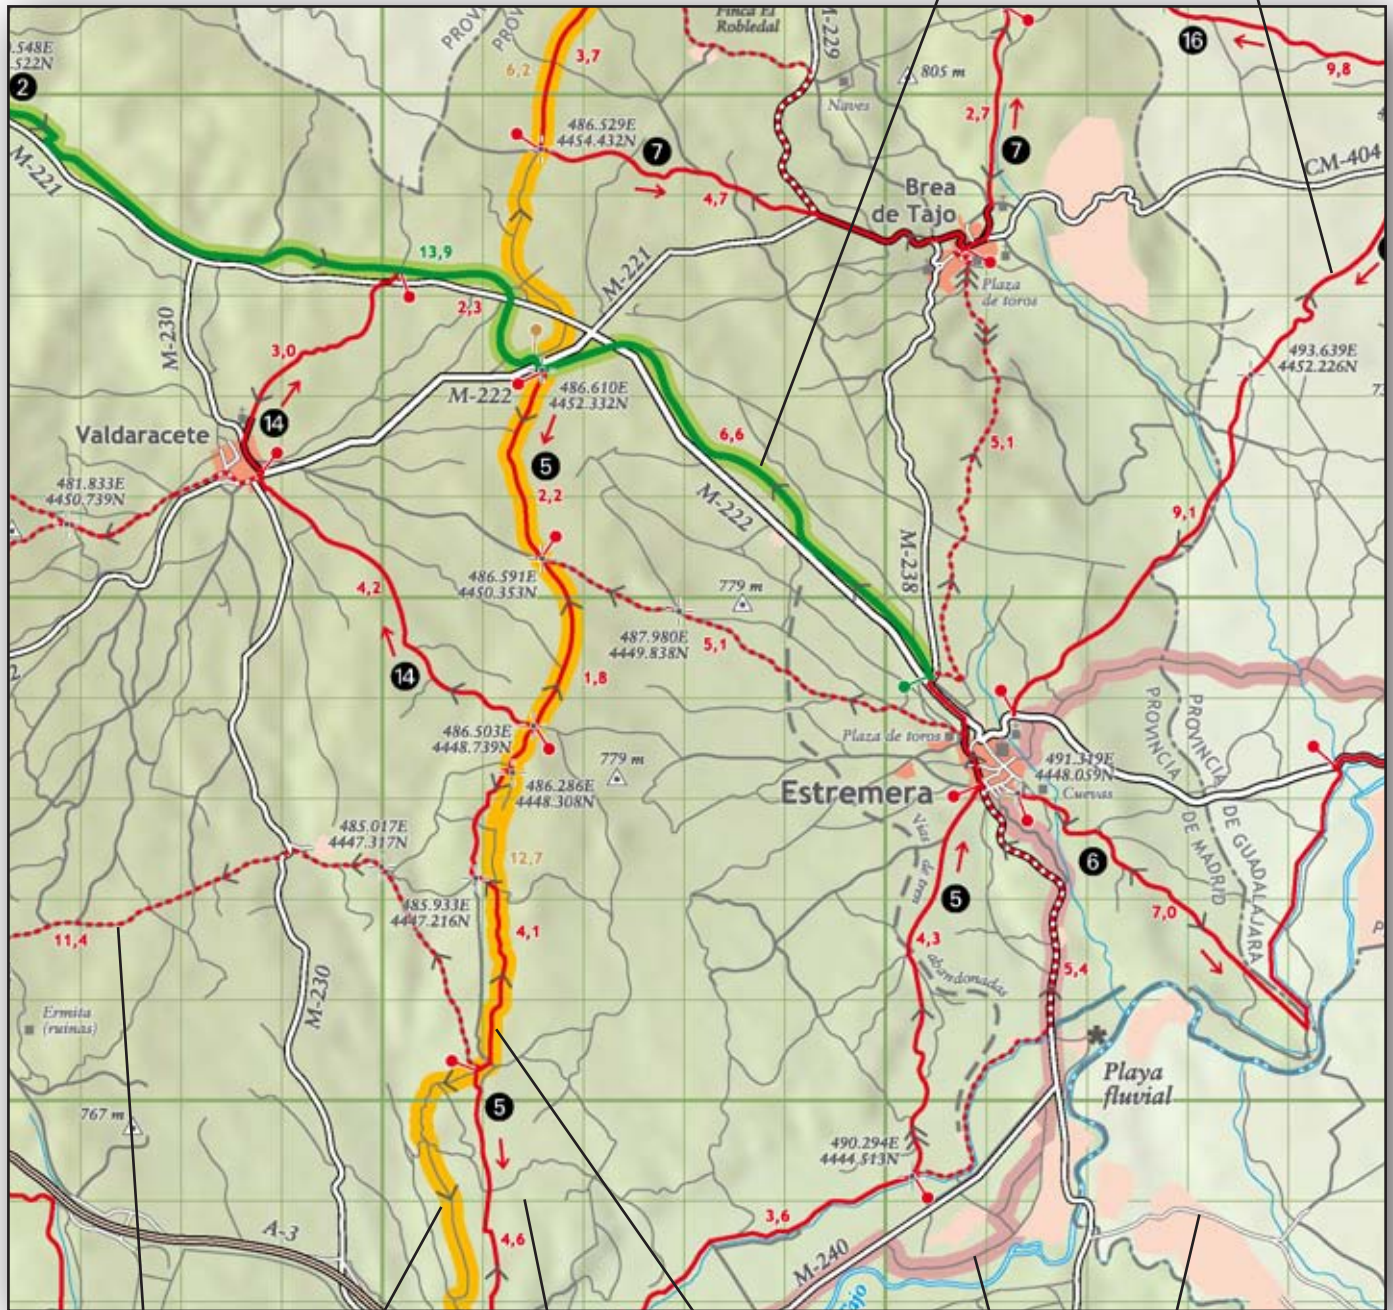 Finca El
Robledal
PROVI
PROV
.548E
.522N
2
M-221
6,2
3,7
M-229
805 m
Naves
16
9,8
2,7
7
486.529E
4454.432N
7
4,7
CM-404
Brea
de Tajo
Plaza
de toros
13,9
2,3
M-221
M-230
3,0
14
M-222
486.610E
4452.332N
5
2,2
493.639E
4452.226N
Valdaracete
481.833E
4450.739N
6,6
M-222
5,1
M-238
9,1
4,2
14
486.591E
4450.353N
779 m
487.980E
4449.838N
5,1
1,8
486.503E
4448.739N
779 m
486.286E
4448.308N
Plaza de toros
Estremera
491.319E
4448.059N
Cuevas
PROVINCIA
DE MADRID
PROVINCIA
DE GUADALAJARA
485.017E
4447.317N
12,7
485.933E
4447.216N
4,1
Vías de tren
abandonadas
5
4,3
6
7,0
5,4
11,4
M-230
Ermita
(ruinas)
767 m
5
Playa
fluvial
490.294E
4444.513N
A-3
4,6
3,6
M-240
ajo